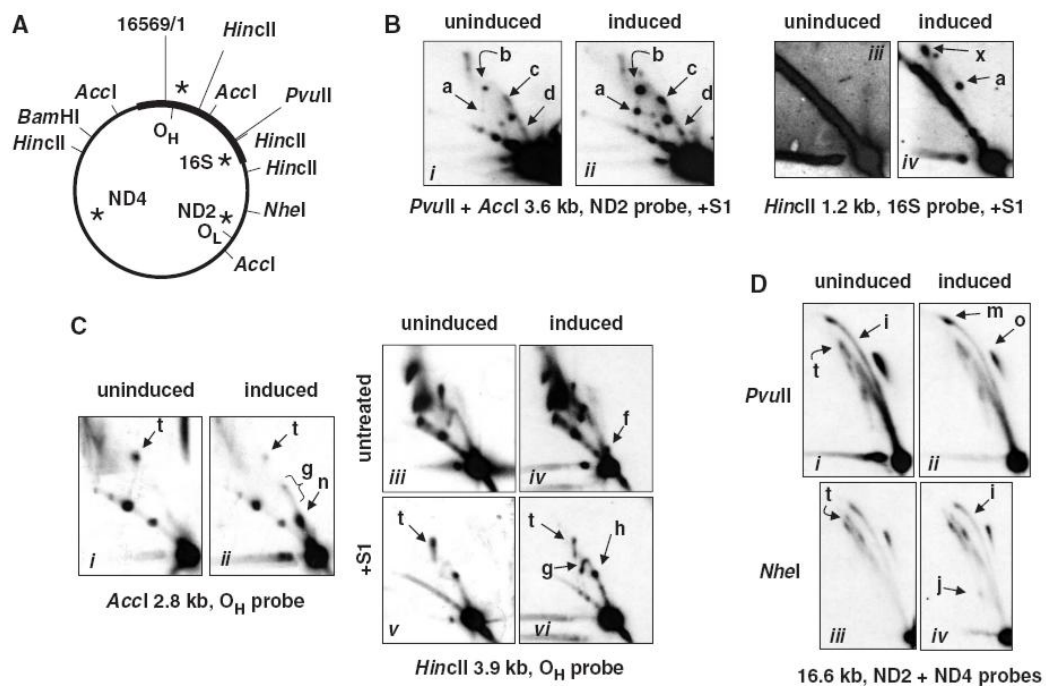 A
16569/1
HincII
*
AccI
AccI
BamHI
PvuII
HincII
HincII
16S *
HincII
OH
ND4
*
NheI
ND2 *
OL
AccI
B
uninduced induced
b
a
c
d
i
b
a
c
d
ii
PvuII + AccI 3.6 kb, ND2 probe, +S1
uninduced induced
iii
x
a
iv
HincII 1.2 kb, 16S probe, +S1
C
uninduced induced
t
i
t
g
n
ii
AccI 2.8 kb, OH probe
uninduced induced
untreated
iii
f
iv
+S1
t
v
t
h
g
vi
HincII 3.9 kb, OH probe
D
uninduced induced
PvuII
i
t
i
m
o
ii
NheI
t
iii
i
j
iv
16.6 kb, ND2 + ND4 probes